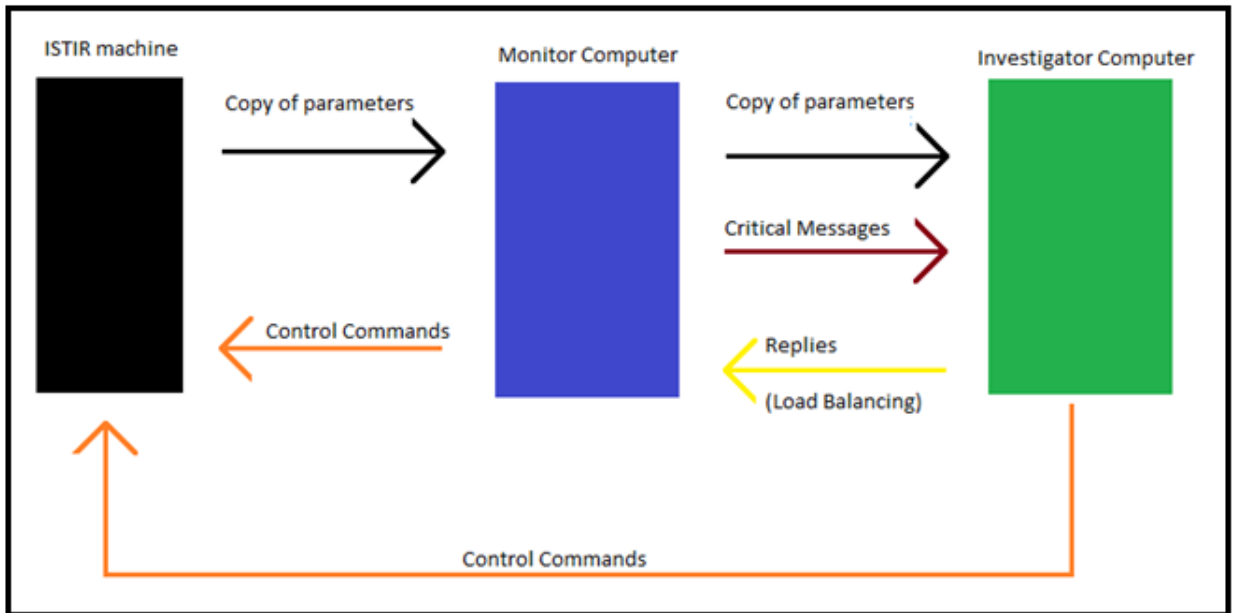 ISTIR machine
Monitor Computer
Investigator Computer
Copy of parameters
Copy of parameters
Critical Messages
Control Commands
Replies
(Load Balancing)
Control Commands